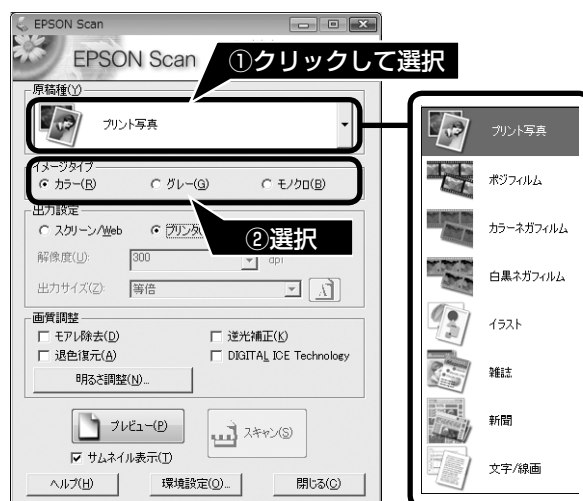 EPSON Scan
EPSON Scan
①クリックして選択
原稿種(Y)
プリント写真
イメージタイプ
カラー(R) グレー(G) モノクロ(B)
②選択
出力設定
スクリーン/Web
解像度(U): 300 dpi
出力サイズ(Z): 等倍
画質調整
モアレ除去(D) 逆光補正(K)
退色復元(A) DIGITAL ICE Technology
明るさ調整(N)...
プレビュー(P) スキャン(S)
サムネイル表示(T)
ヘルプ(H) 環境設定(O)... 閉じる(C)
プリント写真
ポジフィルム
カラーネガフィルム
白黒ネガフィルム
イラスト
雑誌
新聞
文字/線画